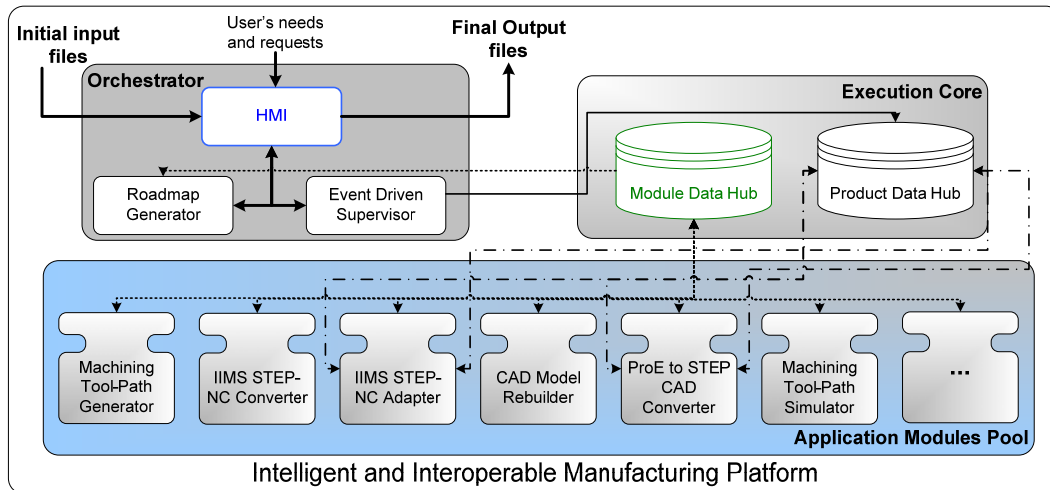 Initial input
files
User's needs
and requests
Final Output
files
Orchestrator
HMI
Roadmap
Generator
Event Driven
Supervisor
Execution Core
Module Data Hub
Product Data Hub
Machining
Tool-Path
Generator
IIMS STEP-
NC Converter
IIMS STEP-
NC Adapter
CAD Model
Rebuilder
ProE to STEP
CAD
Converter
Machining
Tool-Path
Simulator
...
Application Modules Pool
Intelligent and Interoperable Manufacturing Platform